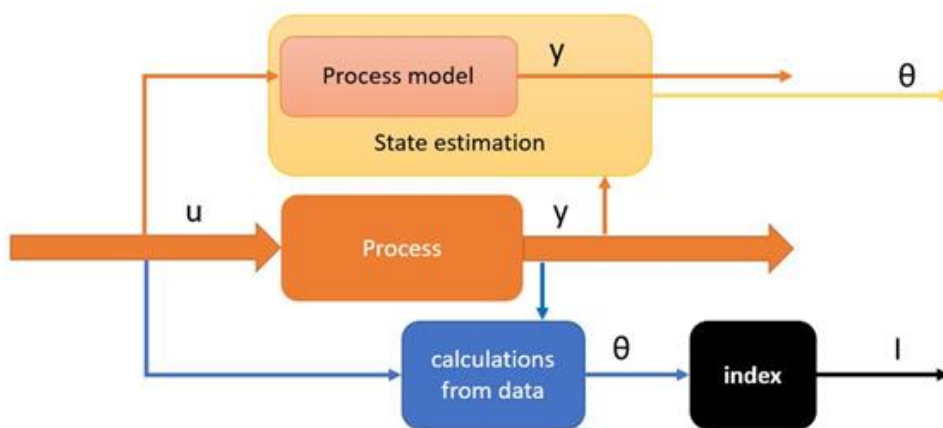 y
Process model
θ
State estimation
u
y
Process
θ
I
calculations
from data
index